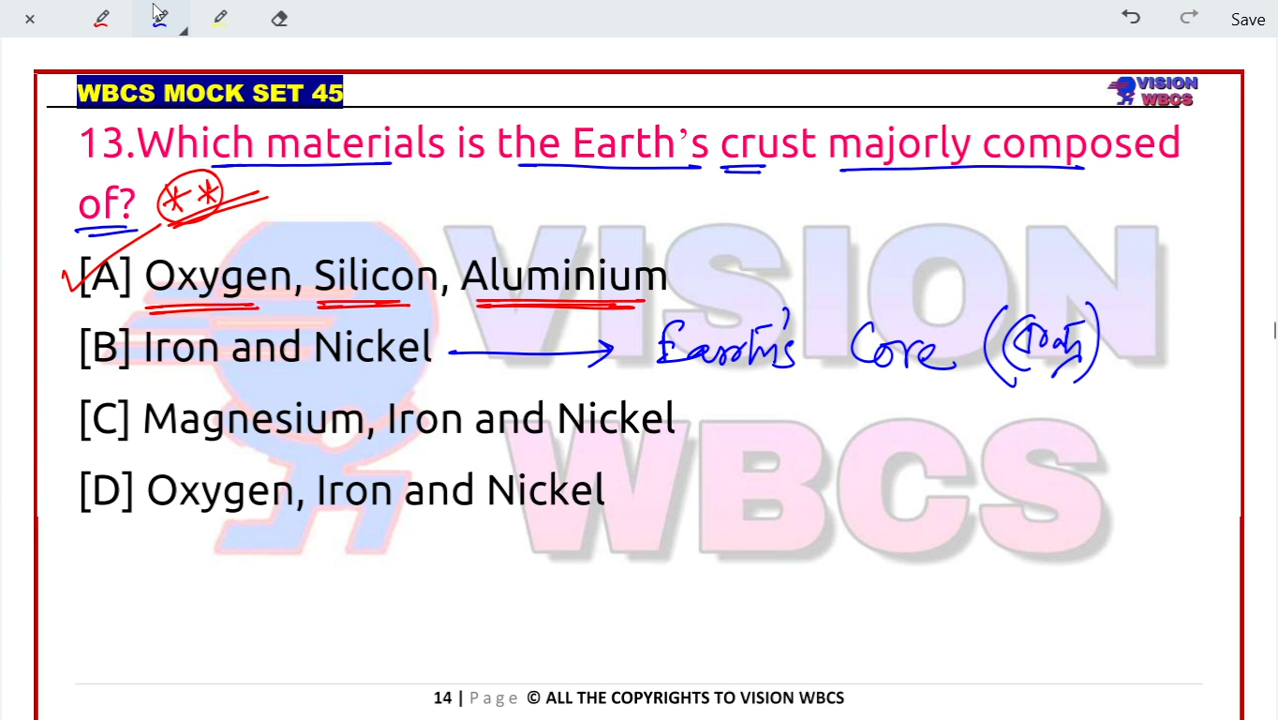 Save
WBCS MOCK SET 45
VISION
WBCS
13.Which materials is the Earth’s crust majorly composed
of? **
[A] Oxygen, Silicon, Aluminium
[B] Iron and Nickel → Earth's Core
[C] Magnesium, Iron and Nickel
[D] Oxygen, Iron and Nickel
VISION
WBCS
14 | Page © ALL THE COPYRIGHTS TO VISION WBCS